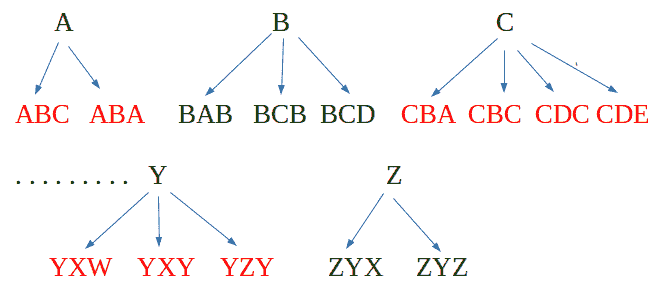 A B C
ABC ABA BAB BCB BCD CBA CBC CDC CDE
. . . . . . . . . Y Z
YXW YXY YZY ZYX ZYZ